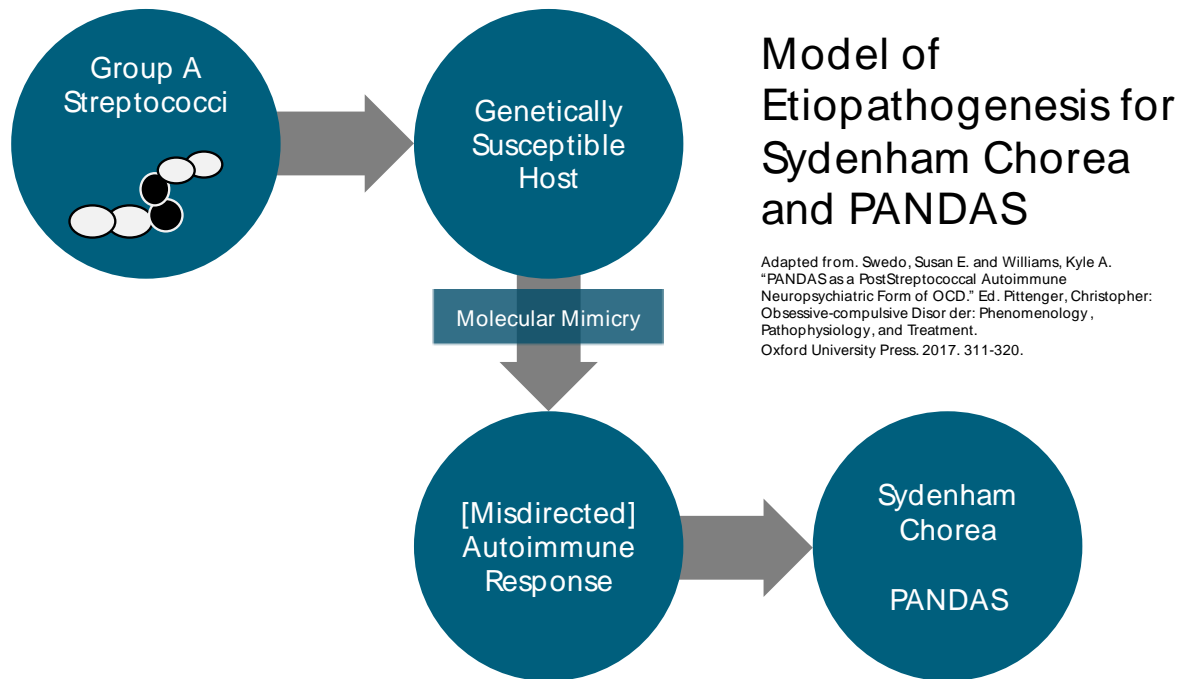 Group A
Streptococci
Genetically
Susceptible
Host
Model of
Etiopathogenesis for
Sydenham Chorea
and PANDAS
Adapted from. Swedo, Susan E. and Williams, Kyle A.
“PANDAS as a PostStreptococcal Autoimmune
Neuropsychiatric Form of OCD.” Ed. Pittenger, Christopher:
Obsessive-compulsive Disor der: Phenomenology ,
Pathophysiology, and Treatment.
Oxford University Press. 2017. 311-320.
Molecular Mimicry
[Misdirected]
Autoimmune
Response
Sydenham
Chorea
PANDAS